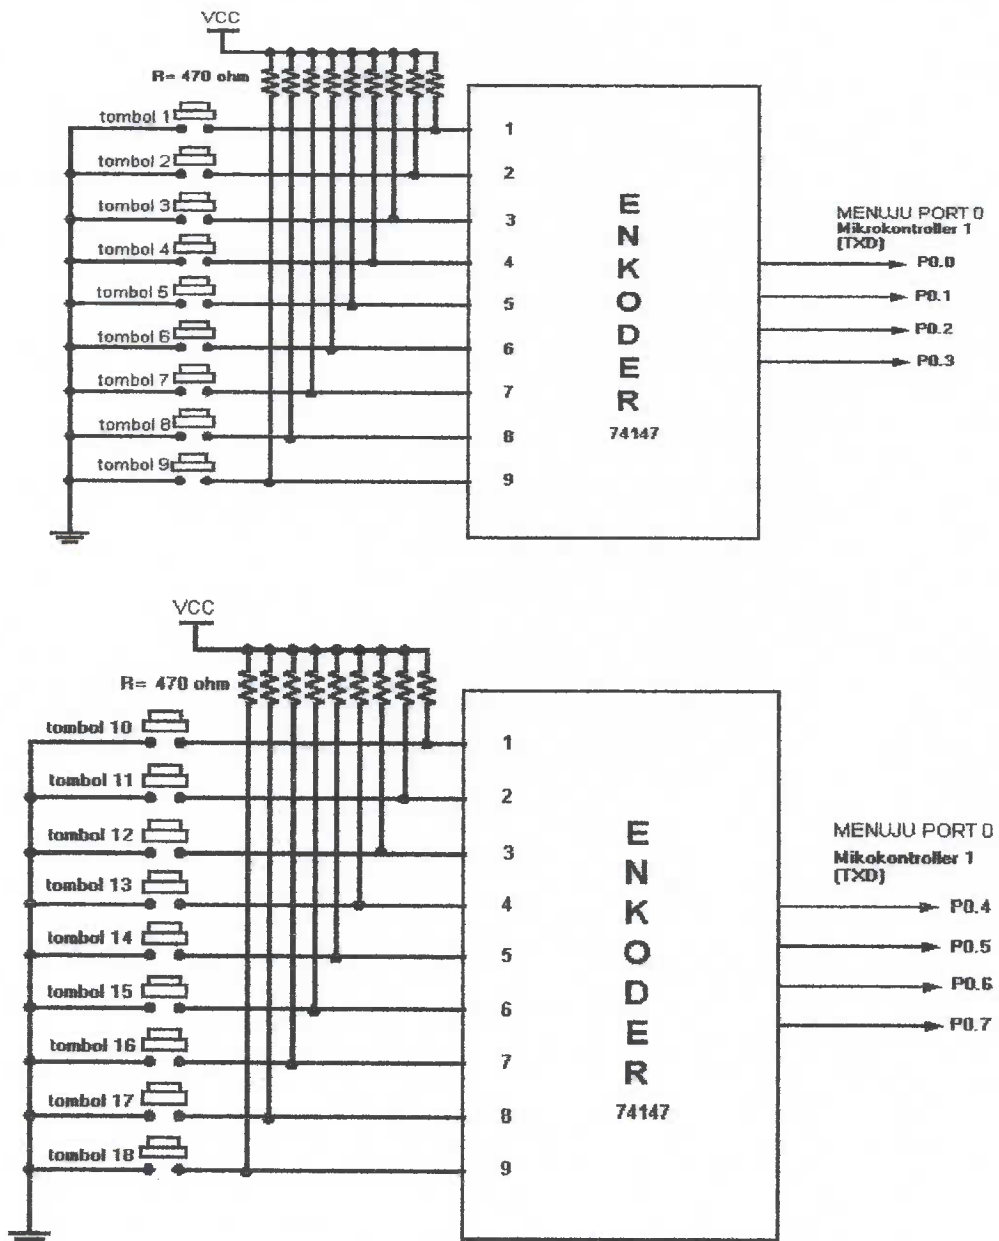 VCC
R= 470 ohm
tombol 1
tombol 2
tombol 3
tombol 4
tombol 5
tombol 6
tombol 7
tombol 8
tombol 9
1
2
3
4
5
6
7
8
9
ENKODER
74147
MENUJU PORT 0
Mikrokontroller 1
(TXD)
P0.0
P0.1
P0.2
P0.3
VCC
R= 470 ohm
tombol 10
tombol 11
tombol 12
tombol 13
tombol 14
tombol 15
tombol 16
tombol 17
tombol 18
1
2
3
4
5
6
7
8
9
ENKODER
74147
MENUJU PORT 0
Mikokontroller 1
(TXD)
P0.4
P0.5
P0.6
P0.7